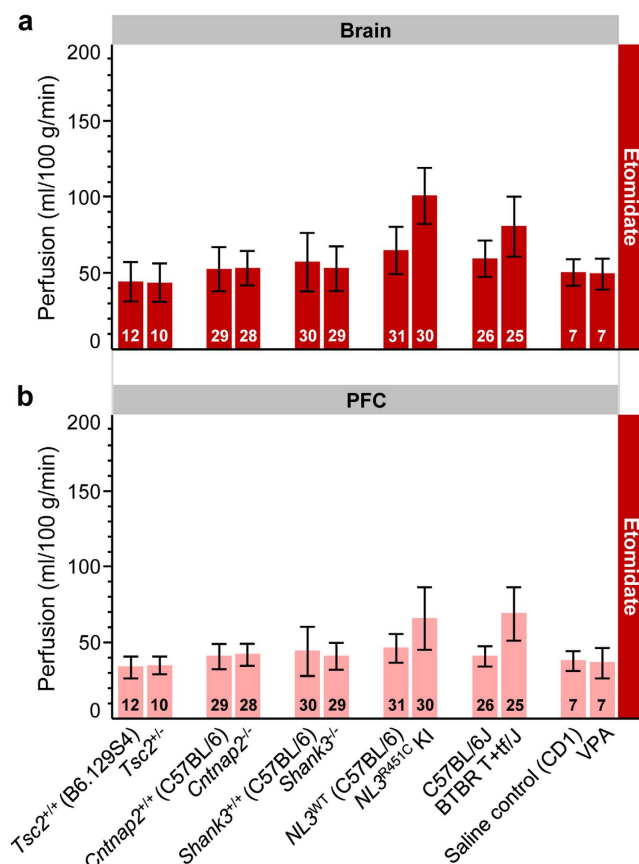 a
Brain
Perfusion (ml/100 g/min)
200
150
100
50
0
12 10 29 28 30 29 31 30 26 25 7 7
Etomidate
b
PFC
Perfusion (ml/100 g/min)
200
150
100
50
0
12 10 29 28 30 29 31 30 26 25 7 7
Etomidate
Tsc2+/+ (B6.129S4)
Tsc2+/-
Cntnap2+/+ (C57BL/6)
Cntnap2-/-
Shank3+/+ (C57BL/6)
Shank3-/-
NL3WT (C57BL/6)
NL3R451C KI
C57BL/6J
BTBR T+tf/J
Saline control (CD1)
VPA